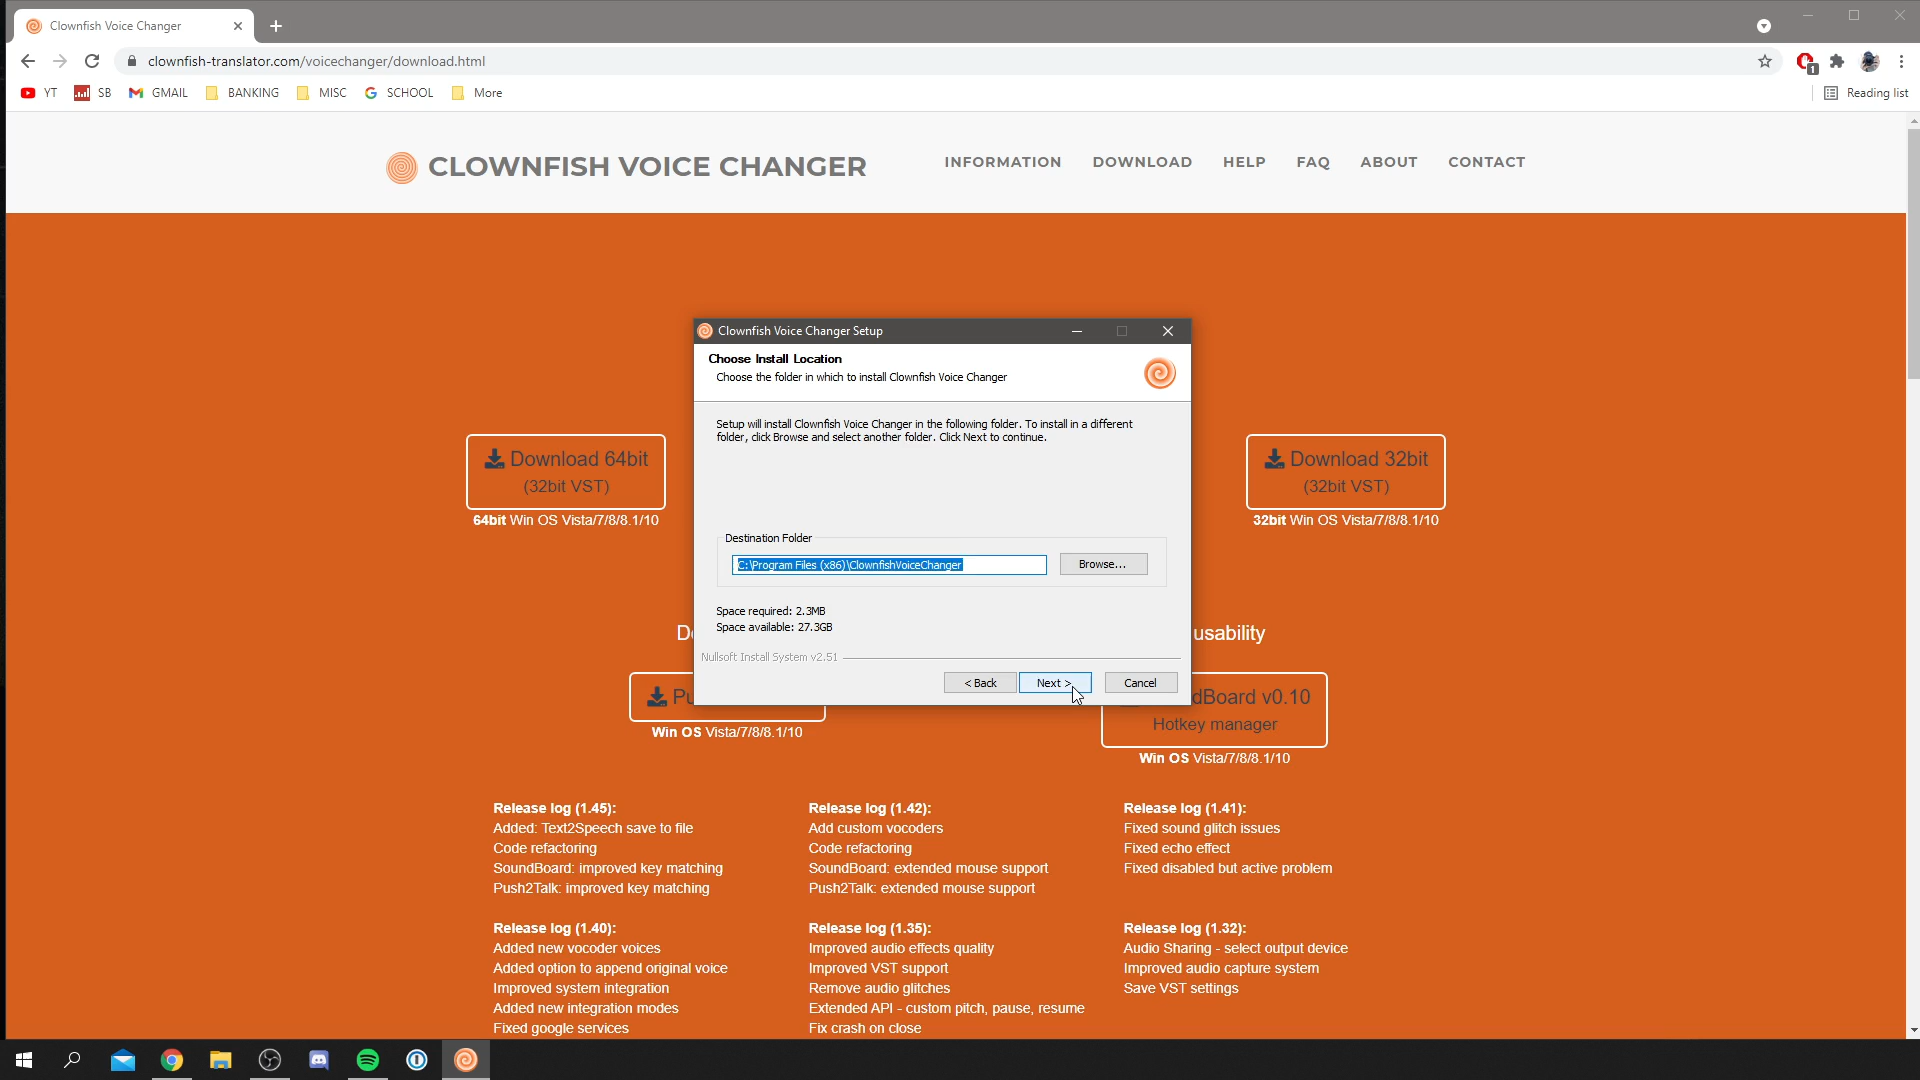 Clownfish Voice Changer
clownfish-translator.com/voicechanger/download.html
1
YT SB GMAIL BANKING MISC SCHOOL More Reading list
CLOWNFISH VOICE CHANGER
INFORMATION DOWNLOAD HELP FAQ ABOUT CONTACT
Clownfish Voice Changer Setup
Choose Install Location
Choose the folder in which to install Clownfish Voice Changer
Setup will install Clownfish Voice Changer in the following folder. To install in a different
folder, click Browse and select another folder. Click Next to continue.
Destination Folder
C:\Program Files (x86)\ClownfishVoiceChanger
Browse...
Space required: 2.3MB
Space available: 27.3GB
Nullsoft Install System v2.51
< Back Next > Cancel
Download 64bit
(32bit VST)
64bit Win OS Vista/7/8/8.1/10
Download 32bit
(32bit VST)
32bit Win OS Vista/7/8/8.1/10
usability
Win OS Vista/7/8/8.1/10
dBoard v0.10
Hotkey manager
Win OS Vista/7/8/8.1/10
Release log (1.45):
Added: Text2Speech save to file
Code refactoring
SoundBoard: improved key matching
Push2Talk: improved key matching
Release log (1.42):
Add custom vocoders
Code refactoring
SoundBoard: extended mouse support
Push2Talk: extended mouse support
Release log (1.41):
Fixed sound glitch issues
Fixed echo effect
Fixed disabled but active problem
Release log (1.40):
Added new vocoder voices
Added option to append original voice
Improved system integration
Added new integration modes
Fixed google services
Release log (1.35):
Improved audio effects quality
Improved VST support
Remove audio glitches
Extended API - custom pitch, pause, resume
Fix crash on close
Release log (1.32):
Audio Sharing - select output device
Improved audio capture system
Save VST settings